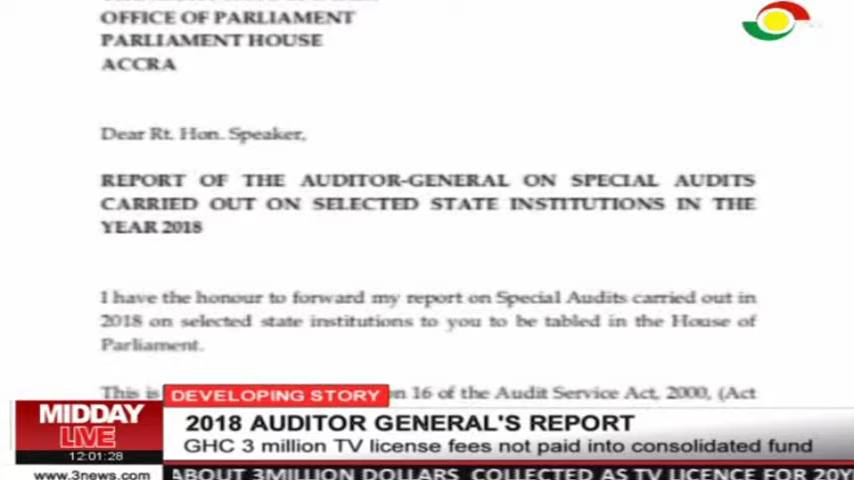 OFFICE OF PARLIAMENT
PARLIAMENT HOUSE
ACCRA
Dear Rt. Hon. Speaker,
REPORT OF THE AUDITOR-GENERAL ON SPECIAL AUDITS
CARRIED OUT ON SELECTED STATE INSTITUTIONS IN THE
YEAR 2018
I have the honour to forward my report on Special Audits carried out in
2018 on selected state institutions to you to be tabled in the House of
Parliament.
This is on 16 of the Audit Service Act, 2000, (Act
DEVELOPING STORY
MIDDAY
LIVE
12:01:28
2018 AUDITOR GENERAL'S REPORT
GHC 3 million TV license fees not paid into consolidated fund
www.3news.com
ABOUT 3MILLION DOLLARS COLLECTED AS TV LICENCE FOR 20Y